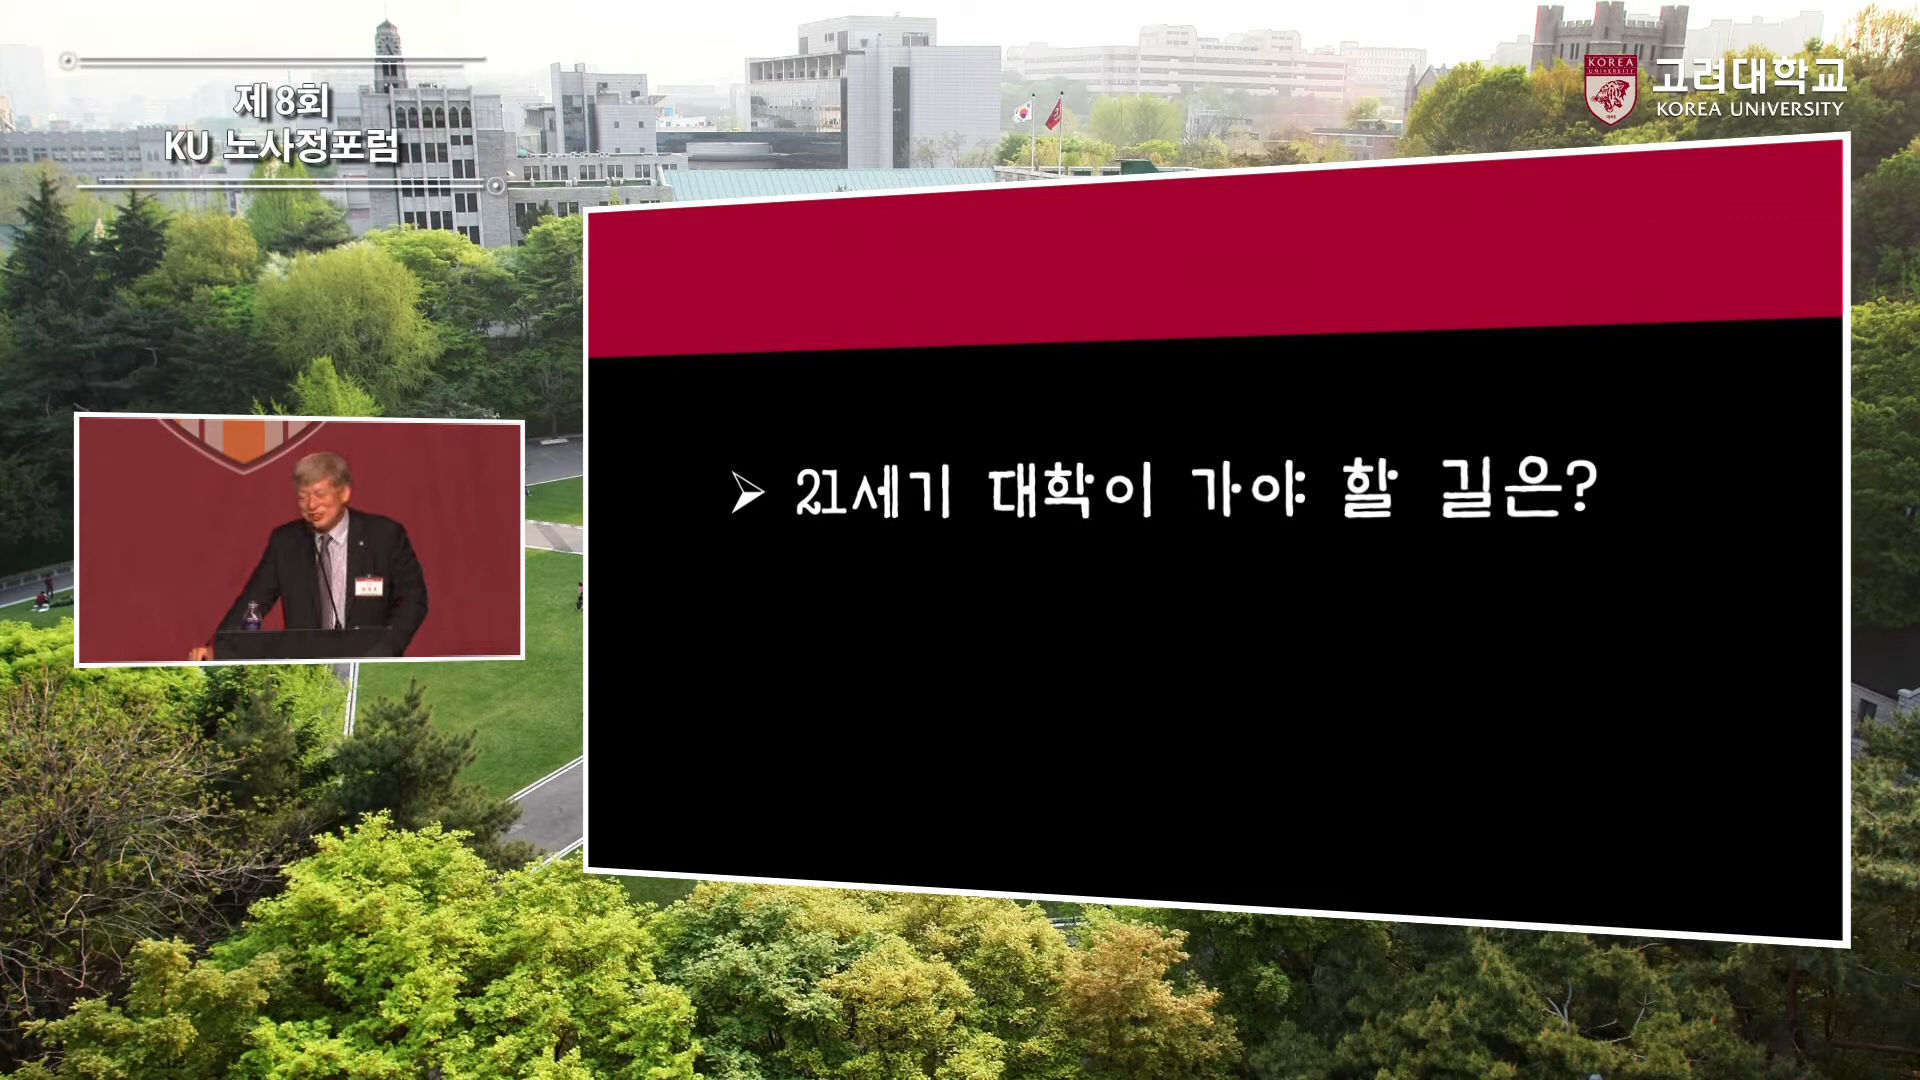 제 8회
KU 노사정포럼
KOREA
UNIVERSITY
1905
고려대학교
KOREA UNIVERSITY
➢ 21세기 대학이 가야 할 길은?